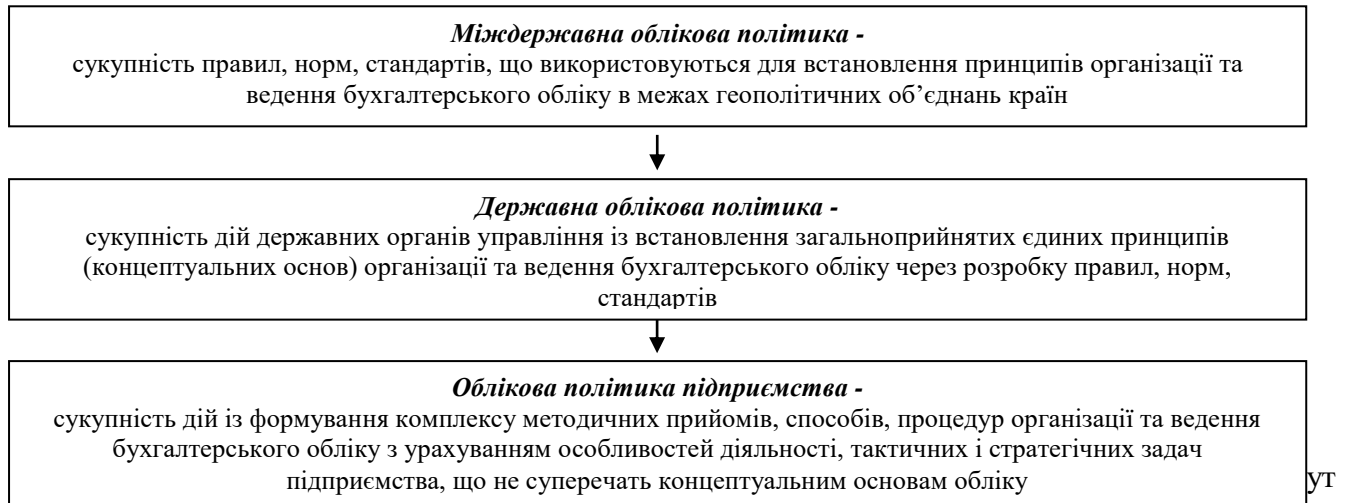 Міждержавна облікова політика -
сукупність правил, норм, стандартів, що використовуються для встановлення принципів організації та
ведення бухгалтерського обліку в межах геополітичних об’єднань країн
Державна облікова політика -
сукупність дій державних органів управління із встановлення загальноприйнятих єдиних принципів
(концептуальних основ) організації та ведення бухгалтерського обліку через розробку правил, норм,
стандартів
Облікова політика підприємства -
сукупність дій із формування комплексу методичних прийомів, способів, процедур організації та ведення
бухгалтерського обліку з урахуванням особливостей діяльності, тактичних і стратегічних задач
підприємства, що не суперечать концептуальним основам обліку
ут